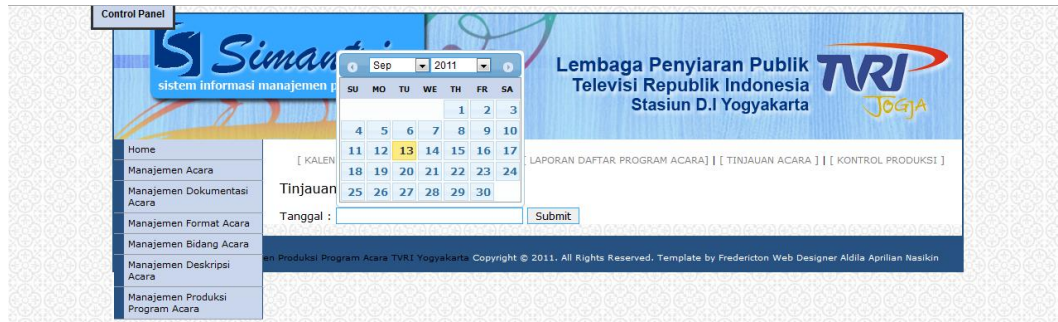 Control Panel
sistem informasi manajemen
Lembaga Penyiaran Publik
Televisi Republik Indonesia
Stasiun D.I Yogyakarta
TVRI
JOGJA
Sep 2011
SU MO TU WE TH FR SA
1 2 3
4 5 6 7 8 9 10
11 12 13 14 15 16 17
18 19 20 21 22 23 24
25 26 27 28 29 30
Home
Manajemen Acara
Manajemen Dokumentasi
Acara
Manajemen Format Acara
Manajemen Bidang Acara
Manajemen Deskripsi
Acara
Manajemen Produksi
Program Acara
LAPORAN DAFTAR PROGRAM ACARA] | [ TINJAUAN ACARA ] | [ KONTROL PRODUKSI ]
Tinjauan
Tanggal : Submit
Produksi Program Acara TVRI Yogyakarta Copyright © 2011. All Rights Reserved. Template by Fredericton Web Designer Aldila Aprilian Nasikin